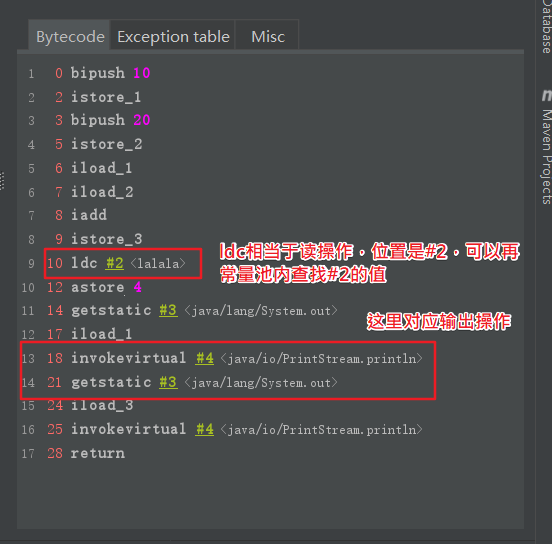 Bytecode Exception table Misc
1 0 bipush 10
2 2 istore_1
3 3 bipush 20
4 5 istore_2
5 6 iload_1
6 7 iload_2
7 8 iadd
8 9 istore_3
9 10 ldc #2 <lalala>
10 12 astore 4
11 14 getstatic #3 <java/lang/System.out>
12 17 iload_1
13 18 invokevirtual #4 <java/io/PrintStream.println>
14 21 getstatic #3 <java/lang/System.out>
15 24 iload_3
16 25 invokevirtual #4 <java/io/PrintStream.println>
17 28 return
ldc相当于读操作，位置是#2，可以再
常量池内查找#2的值
这里对应输出操作
Database
m Maven Projects